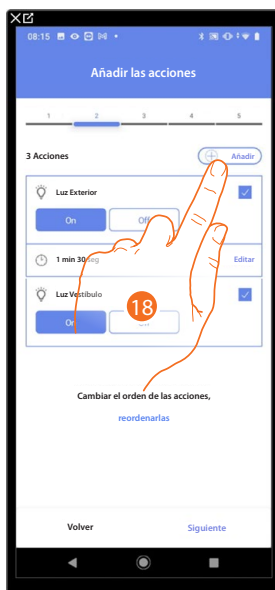 08:15
Añadir las acciones
1 2 3 4 5
3 Acciones
Añadir
Luz Exterior
On Off
1 min 30 seg
Editar
Luz Vestíbulo
On
18
Cambiar el orden de las acciones,
reordenarlas
Volver
Siguiente